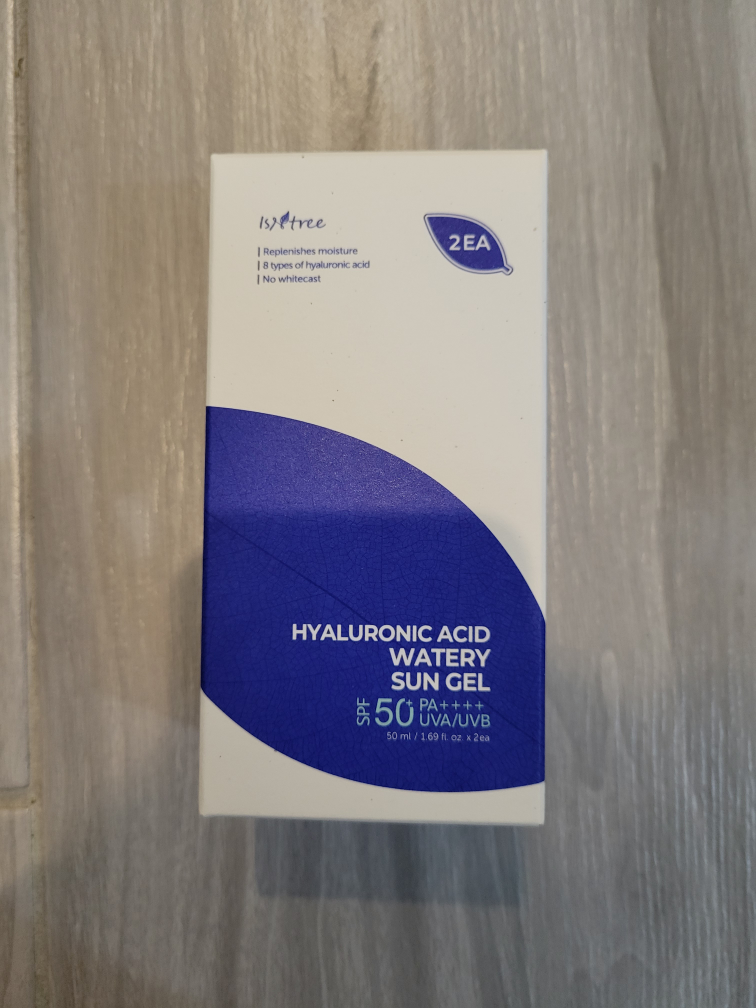 IsNtree
2EA
Replenishes moisture
8 types of hyaluronic acid
No whitecast
HYALURONIC ACID
WATERY
SUN GEL
SPF 50+ PA++++
UVA/UVB
50 ml / 1.69 fl. oz. x 2ea